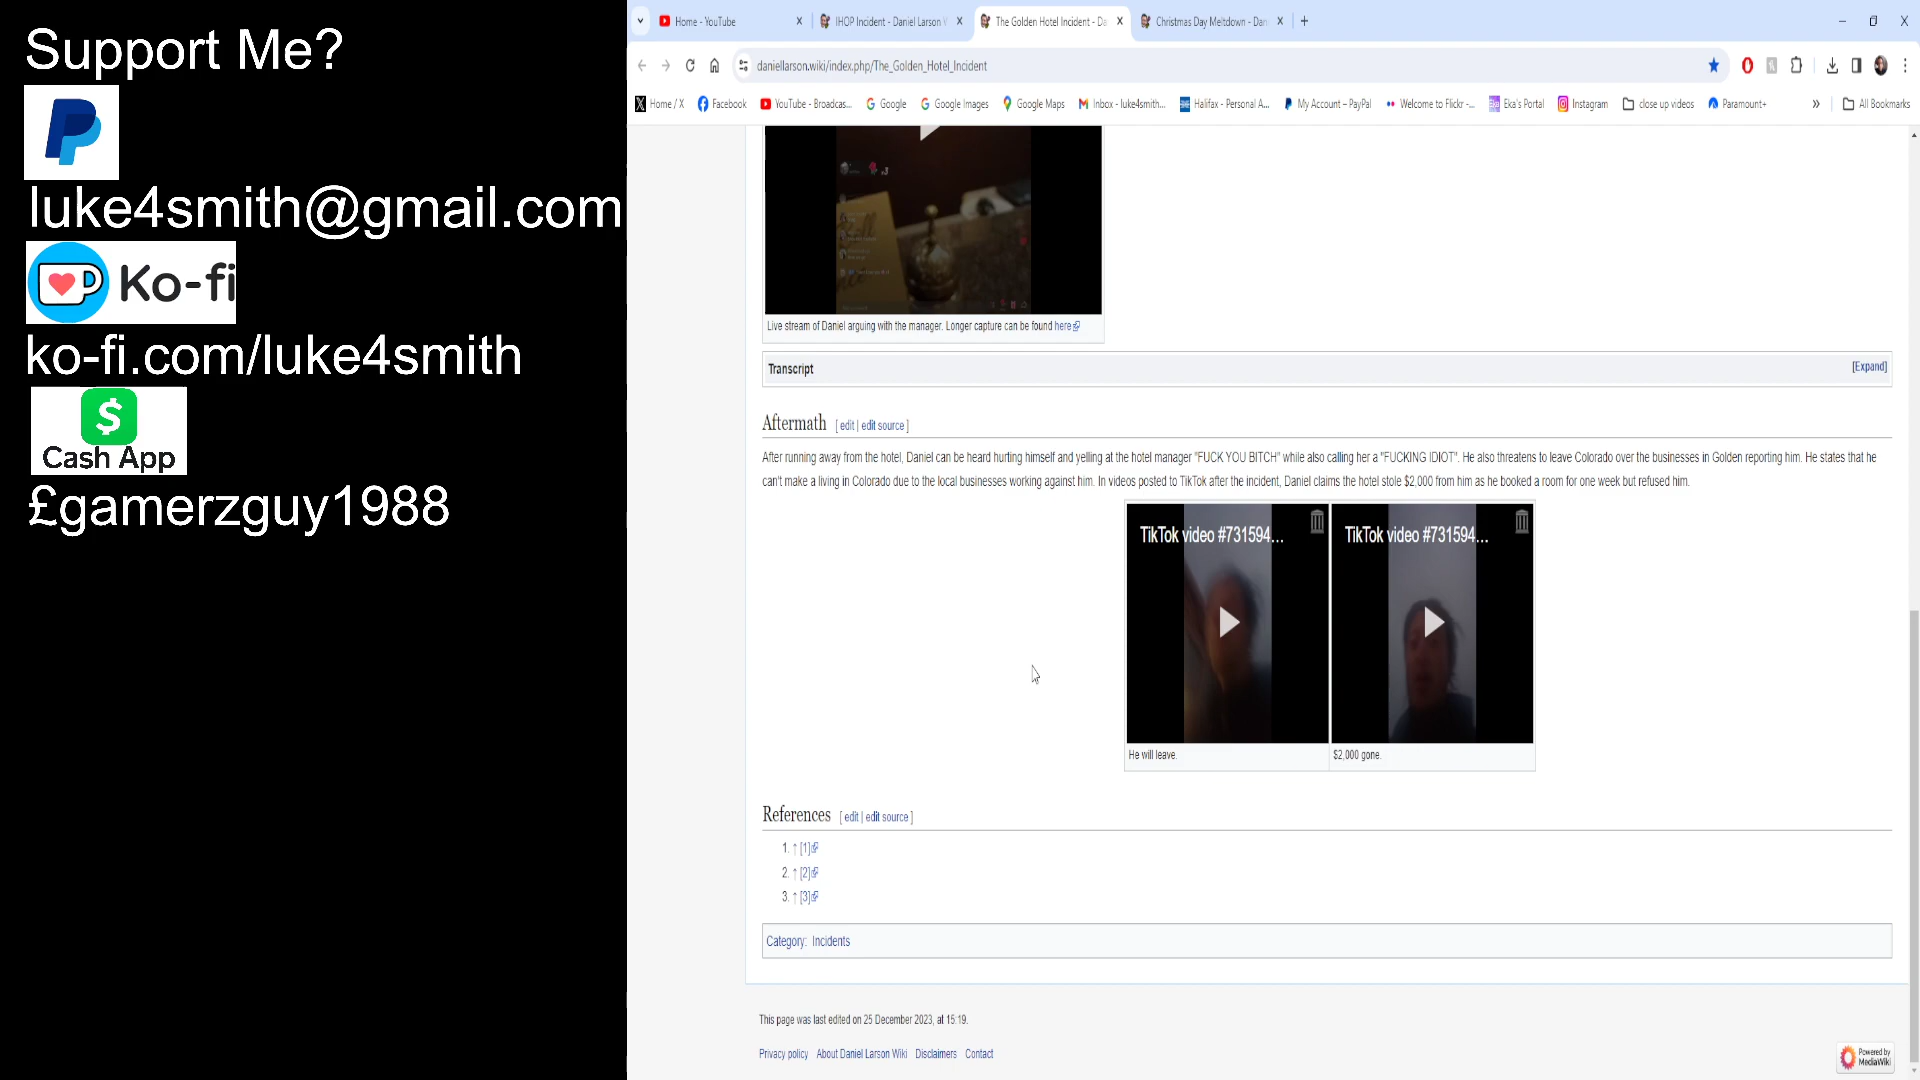 Support Me?
luke4smith@gmail.com
Ko-fi
ko-fi.com/luke4smith
$
Cash App
£gamerzguy1988
Home - YouTube
IHOP Incident - Daniel Larson W
The Golden Hotel Incident - Da
Christmas Day Meltdown - Dan
daniellarson.wiki/index.php/The_Golden_Hotel_Incident
Home / X Facebook YouTube - Broadcas... Google Google Images Google Maps Inbox - luke4smith... Halifax - Personal A... My Account – PayPal Welcome to Flickr -... Eka's Portal Instagram close up videos Paramount+ » All Bookmarks
Live stream of Daniel arguing with the manager. Longer capture can be found here
Transcript [Expand]
Aftermath [ edit | edit source ]
After running away from the hotel, Daniel can be heard hurting himself and yelling at the hotel manager "FUCK YOU BITCH" while also calling her a "FUCKING IDIOT". He also threatens to leave Colorado over the businesses in Golden reporting him. He states that he
can't make a living in Colorado due to the local businesses working against him. In videos posted to TikTok after the incident, Daniel claims the hotel stole $2,000 from him as he booked a room for one week but refused him.
TikTok video #731594... TikTok video #731594...
He will leave. $2,000 gone.
References [ edit | edit source ]
1. ↑ [1]
2. ↑ [2]
3. ↑ [3]
Category: Incidents
This page was last edited on 25 December 2023, at 15:19.
Privacy policy About Daniel Larson Wiki Disclaimers Contact
Powered by
MediaWiki